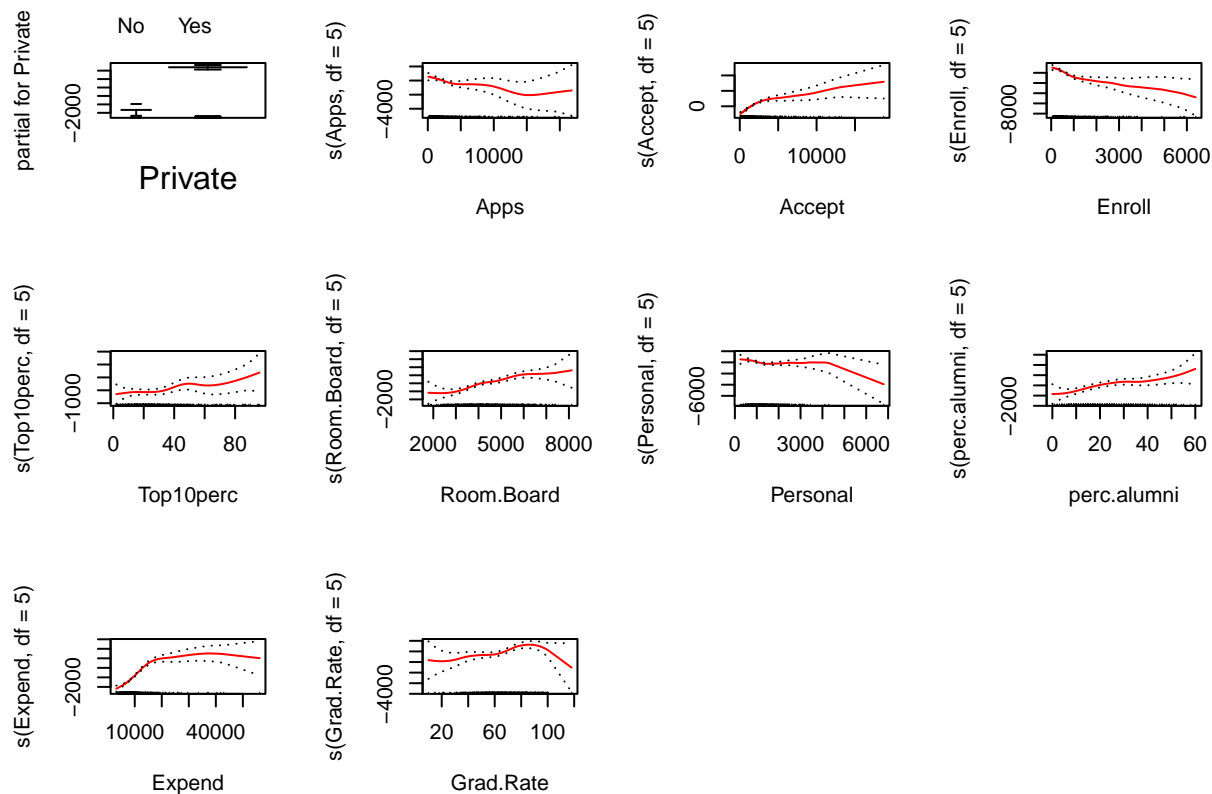 No Yes
partial for Private
−2000
Private
s(Apps, df = 5)
−4000
0 10000
Apps
s(Accept, df = 5)
0
0 10000
Accept
s(Enroll, df = 5)
−8000
0 3000 6000
Enroll
s(Top10perc, df = 5)
−1000
0 40 80
Top10perc
s(Room.Board, df = 5)
−2000
2000 4000 6000 8000
Room.Board
s(Personal, df = 5)
−6000
0 3000 6000
Personal
s(perc.alumni, df = 5)
−2000
0 20 40 60
perc.alumni
s(Expend, df = 5)
−2000
10000 40000
Expend
s(Grad.Rate, df = 5)
−4000
20 60 100
Grad.Rate